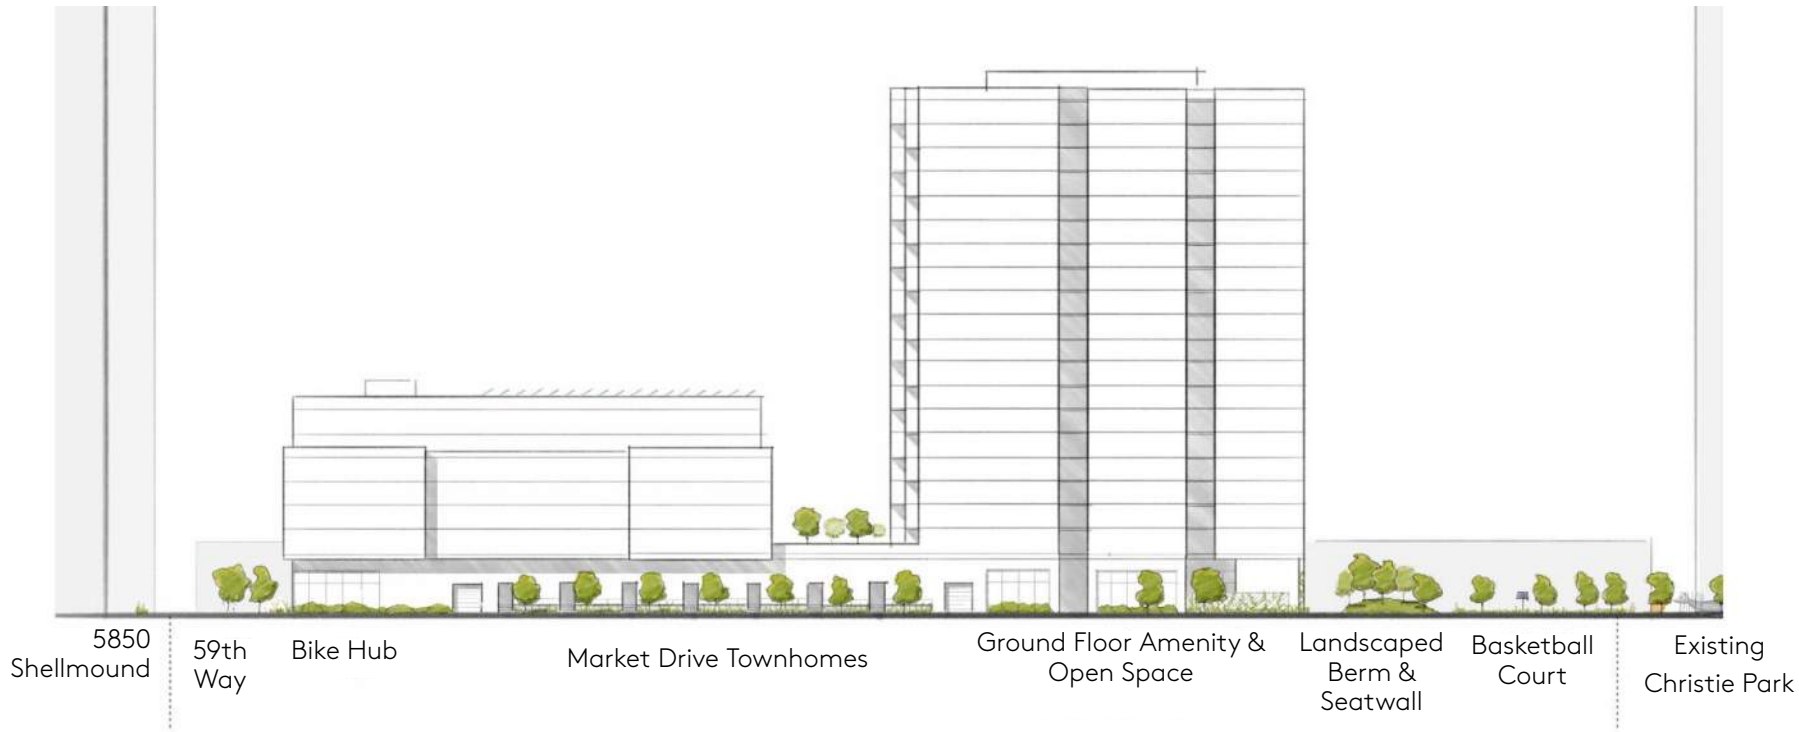 5850
Shellmound
59th
Way
Bike Hub
Market Drive Townhomes
Ground Floor Amenity &
Open Space
Landscaped
Berm &
Seatwall
Basketball
Court
Existing
Christie Park